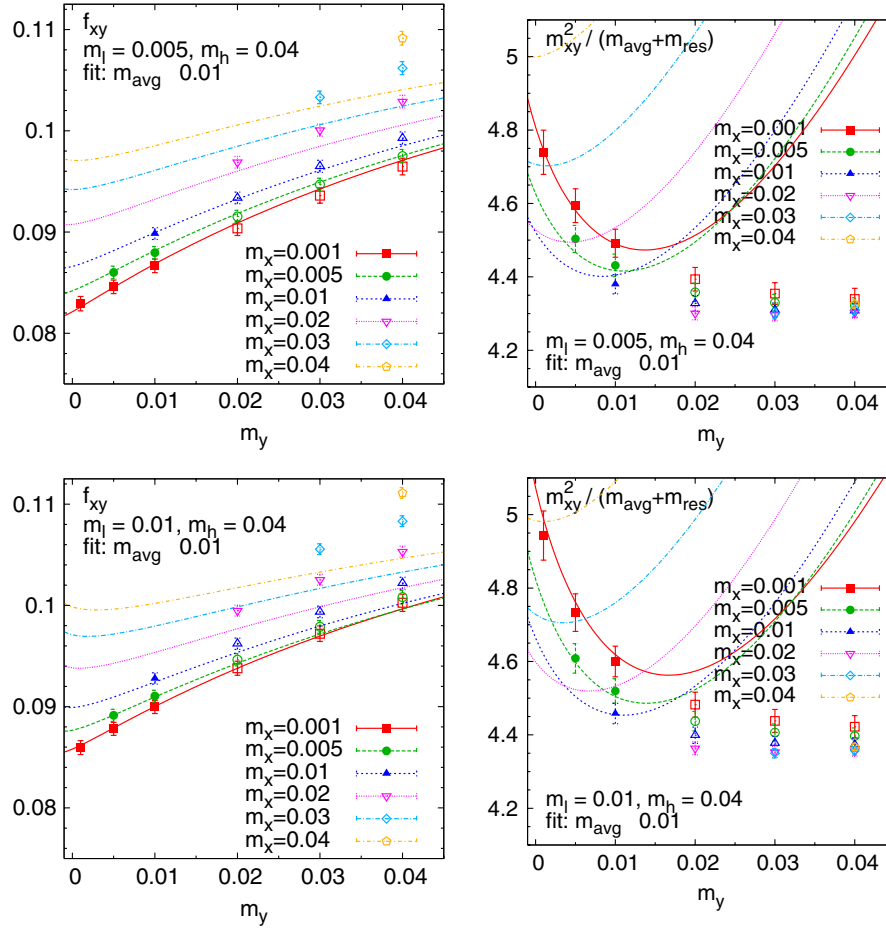 f_xy
m_l = 0.005, m_h = 0.04
fit: m_avg 0.01
0.11
0.1
0.09
0.08
m_x=0.001
m_x=0.005
m_x=0.01
m_x=0.02
m_x=0.03
m_x=0.04
0 0.01 0.02 0.03 0.04
m_y
m_xy^2 / (m_avg+m_res)
5
4.8
4.6
4.4
4.2
m_x=0.001
m_x=0.005
m_x=0.01
m_x=0.02
m_x=0.03
m_x=0.04
m_l = 0.005, m_h = 0.04
fit: m_avg 0.01
0 0.01 0.02 0.03 0.04
m_y
f_xy
m_l = 0.01, m_h = 0.04
fit: m_avg 0.01
0.11
0.1
0.09
0.08
m_x=0.001
m_x=0.005
m_x=0.01
m_x=0.02
m_x=0.03
m_x=0.04
0 0.01 0.02 0.03 0.04
m_y
m_xy^2 / (m_avg+m_res)
5
4.8
4.6
4.4
4.2
m_x=0.001
m_x=0.005
m_x=0.01
m_x=0.02
m_x=0.03
m_x=0.04
m_l = 0.01, m_h = 0.04
fit: m_avg 0.01
0 0.01 0.02 0.03 0.04
m_y